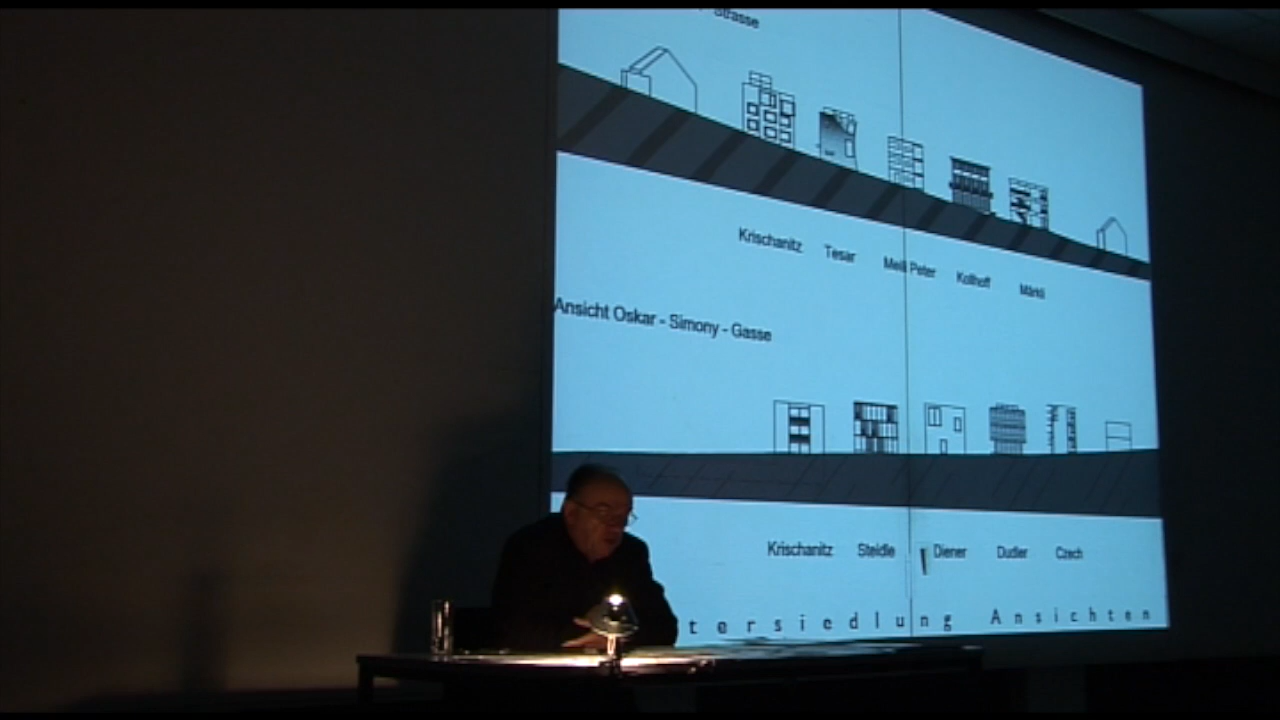 Strasse
Krischanitz Tesar Meili Peter Kollhoff Märkli
Ansicht Oskar - Simony - Gasse
Krischanitz Steidle Diener Dudler Czech
tersiedlung Ansichten